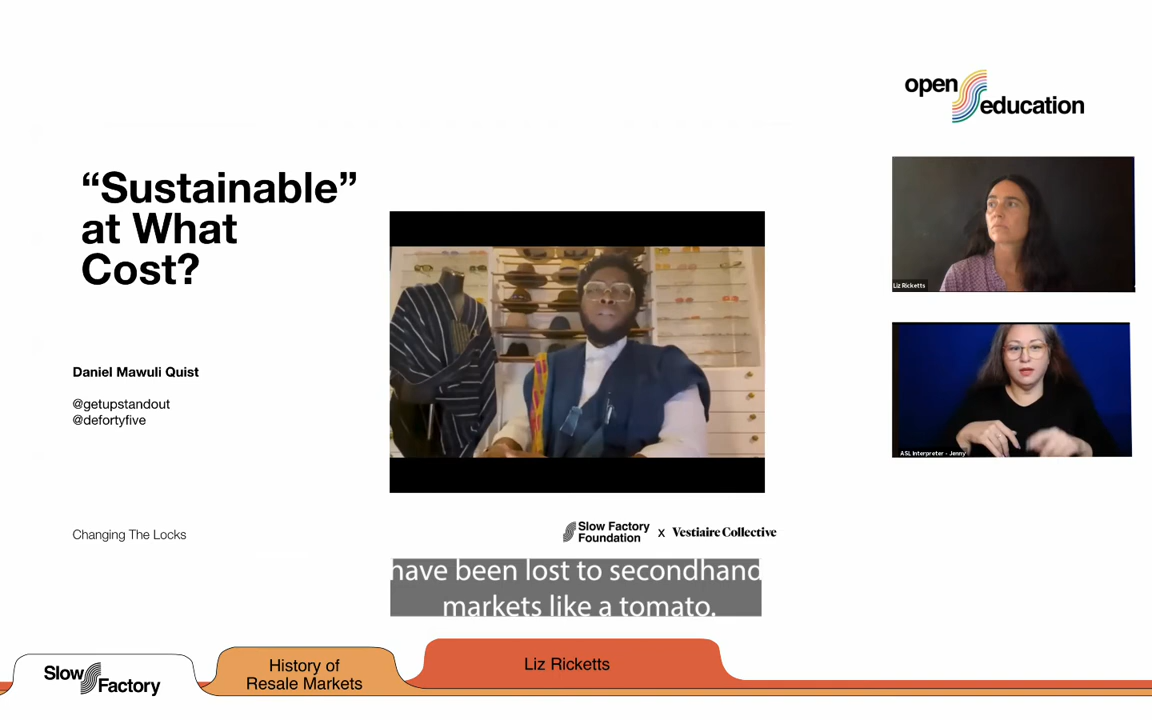 open
education
“Sustainable”
at What
Cost?
Liz Ricketts
Daniel Mawuli Quist
@getupstandout
@defortyfive
ASL Interpreter - Jenny
Changing The Locks
Slow Factory
Foundation
x
Vestiaire Collective
have been lost to secondhand
markets like a tomato.
Slow
Factory
History of
Resale Markets
Liz Ricketts